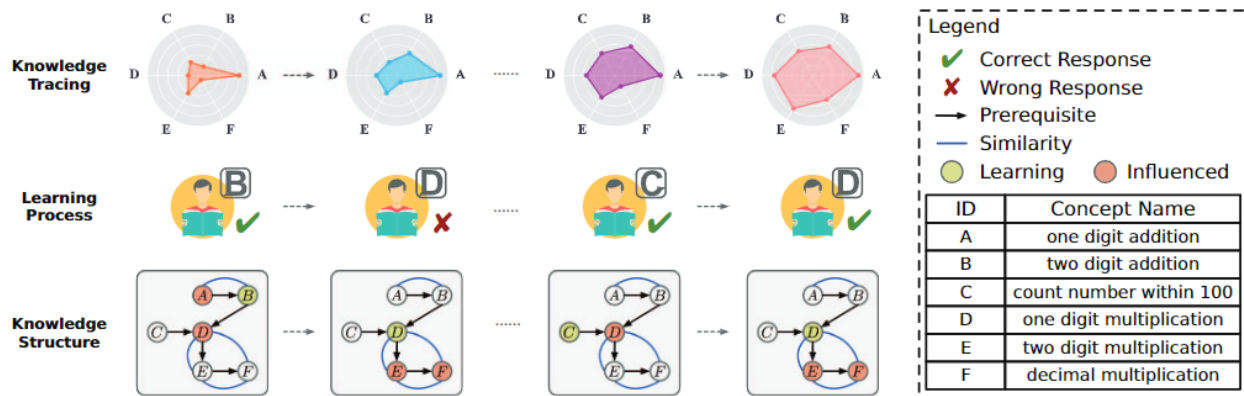 C B
D A
E F
C B
D A
E F
C B
D A
E F
C B
D A
E F
Knowledge
Tracing
......
......
Learning
Process
B
D
C
D
......
Knowledge
Structure
A B
C D
E F
A B
C D
E F
......
A B
C D
E F
A B
C D
E F
Legend
Correct Response
Wrong Response
Prerequisite
Similarity
Learning Influenced
ID Concept Name
A one digit addition
B two digit addition
C count number within 100
D one digit multiplication
E two digit multiplication
F decimal multiplication